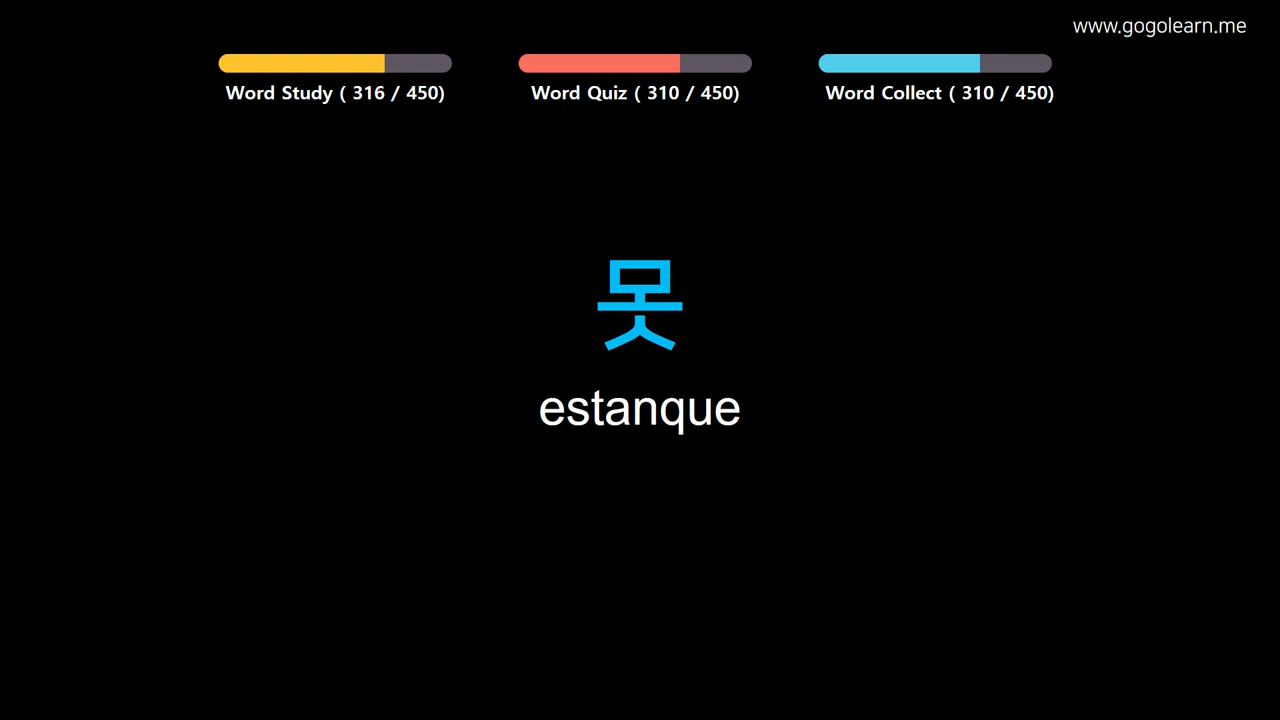 www.gogolearn.me
Word Study ( 316 / 450)
Word Quiz ( 310 / 450)
Word Collect ( 310 / 450)
못
estanque